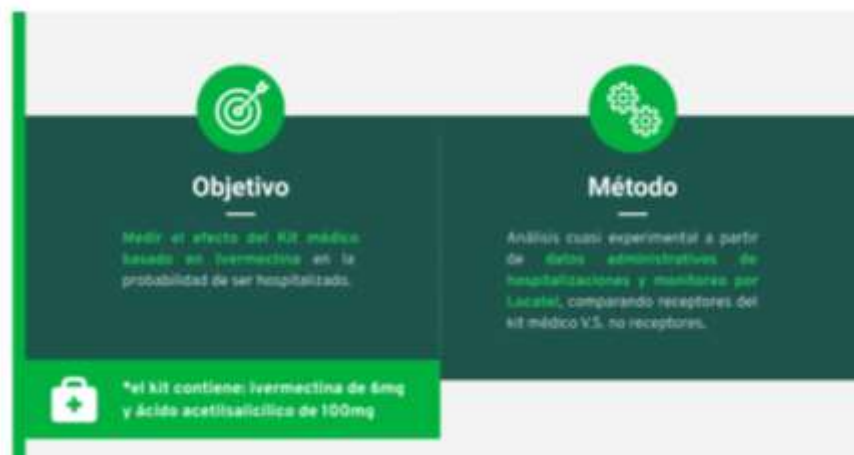 Objetivo
Medir el efecto del Kit médico
basado en Ivermectina en la
probabilidad de ser hospitalizado.
*el kit contiene: Ivermectina de 6mg
y ácido acetilsalicílico de 100mg
Método
Análisis cuasi experimental a partir
de datos administrativos de
hospitalizaciones y monitoreo por
Locatel, comparando receptores del
kit médico V.S. no receptores.